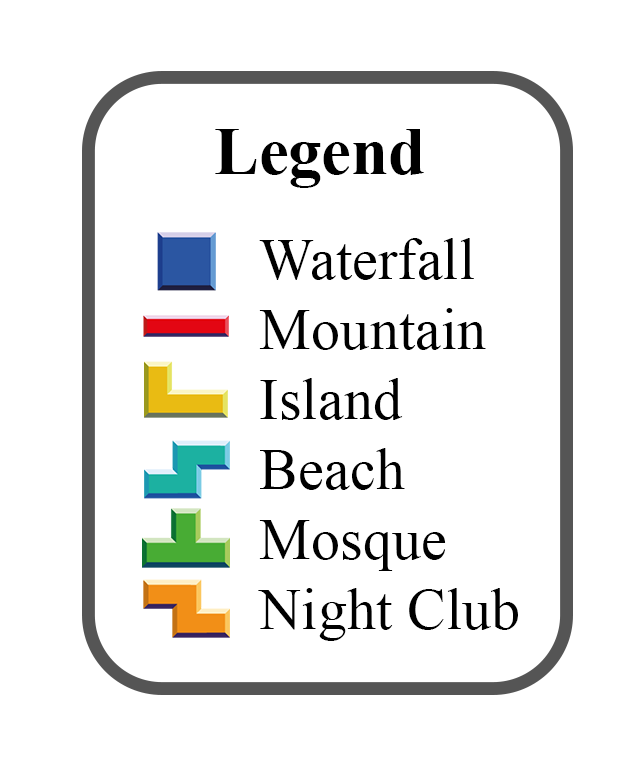 Legend
Waterfall
Mountain
Island
Beach
Mosque
Night Club